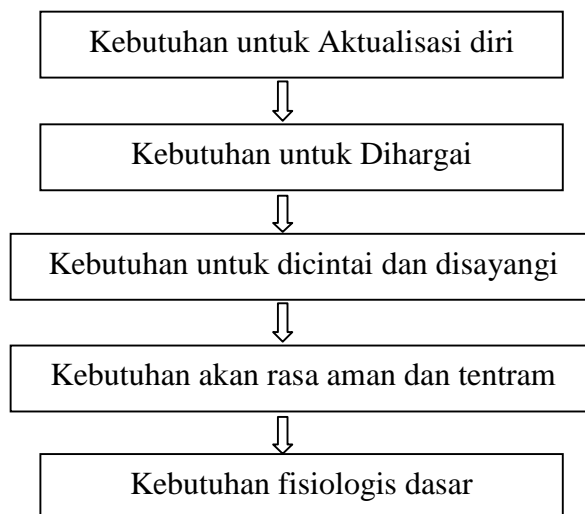 Kebutuhan untuk Aktualisasi diri
Kebutuhan untuk Dihargai
Kebutuhan untuk dicintai dan disayangi
Kebutuhan akan rasa aman dan tentram
Kebutuhan fisiologis dasar